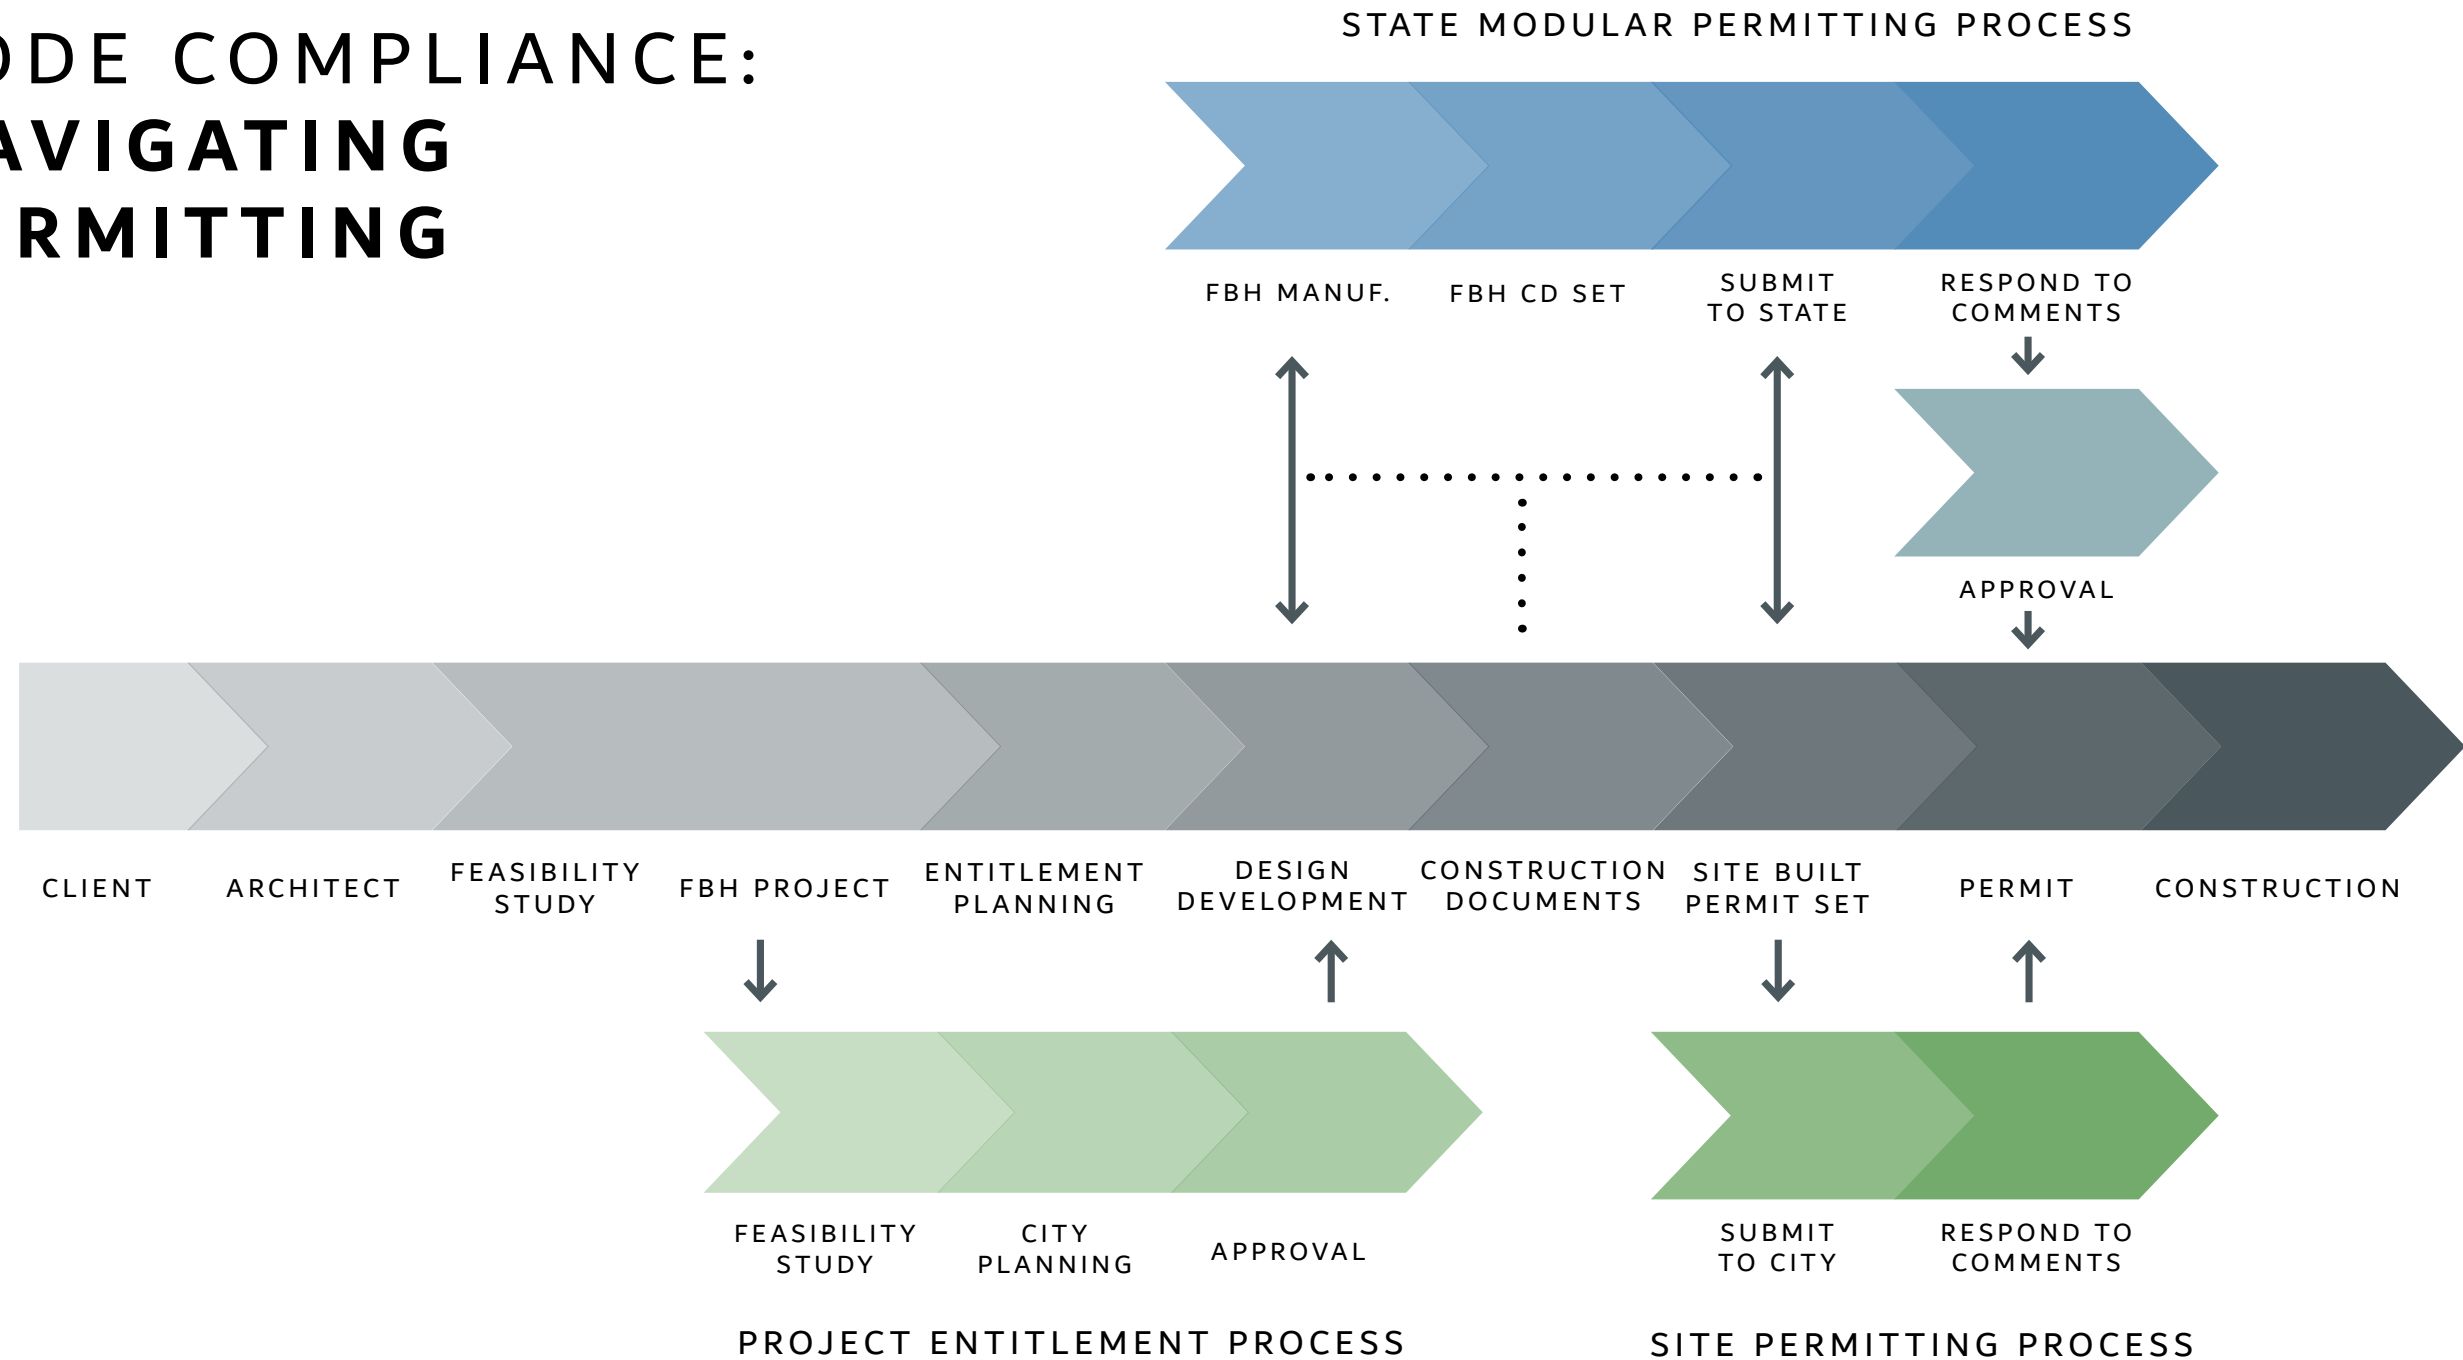 ODE COMPLIANCE:
AVIGATING
RMITTING
STATE MODULAR PERMITTING PROCESS
FBH MANUF.
FBH CD SET
SUBMIT
TO STATE
RESPOND TO
COMMENTS
APPROVAL
CLIENT
ARCHITECT
FEASIBILITY
STUDY
FBH PROJECT
ENTITLEMENT
PLANNING
DESIGN
DEVELOPMENT
CONSTRUCTION
DOCUMENTS
SITE BUILT
PERMIT SET
PERMIT
CONSTRUCTION
FEASIBILITY
STUDY
CITY
PLANNING
APPROVAL
SUBMIT
TO CITY
RESPOND TO
COMMENTS
PROJECT ENTITLEMENT PROCESS
SITE PERMITTING PROCESS